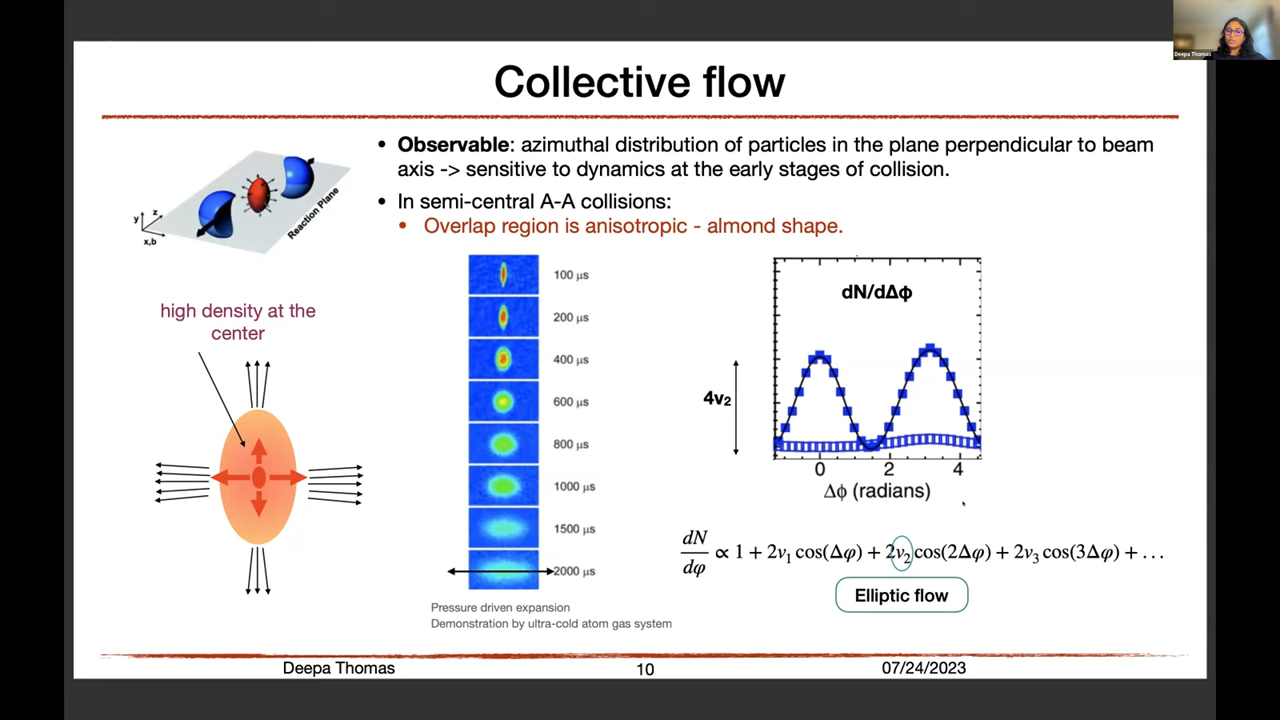 Deepa Thomas
Collective flow
• Observable: azimuthal distribution of particles in the plane perpendicular to beam
axis -> sensitive to dynamics at the early stages of collision.
• In semi-central A-A collisions:
• Overlap region is anisotropic - almond shape.
y
z
x,b
Reaction Plane
high density at the
center
100 μs
200 μs
400 μs
600 μs
800 μs
1000 μs
1500 μs
2000 μs
Pressure driven expansion
Demonstration by ultra-cold atom gas system
dN/dΔϕ
4v₂
0 2 4
Δϕ (radians)
dN/dφ ∝ 1 + 2v₁ cos(Δφ) + 2v₂ cos(2Δφ) + 2v₃ cos(3Δφ) + …
Elliptic flow
Deepa Thomas 10 07/24/2023